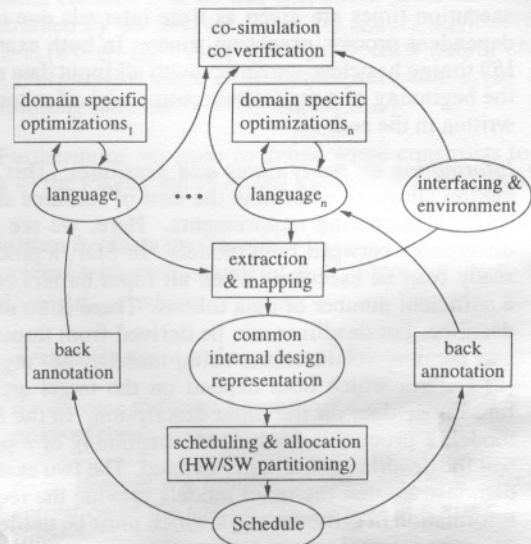 co-simulation
co-verification
domain specific
optimizations1
domain specific
optimizationsn
language1
language n
interfacing &
environment
extraction
& mapping
back
annotation
common
internal design
representation
back
annotation
scheduling & allocation
(HW/SW partitioning)
Schedule